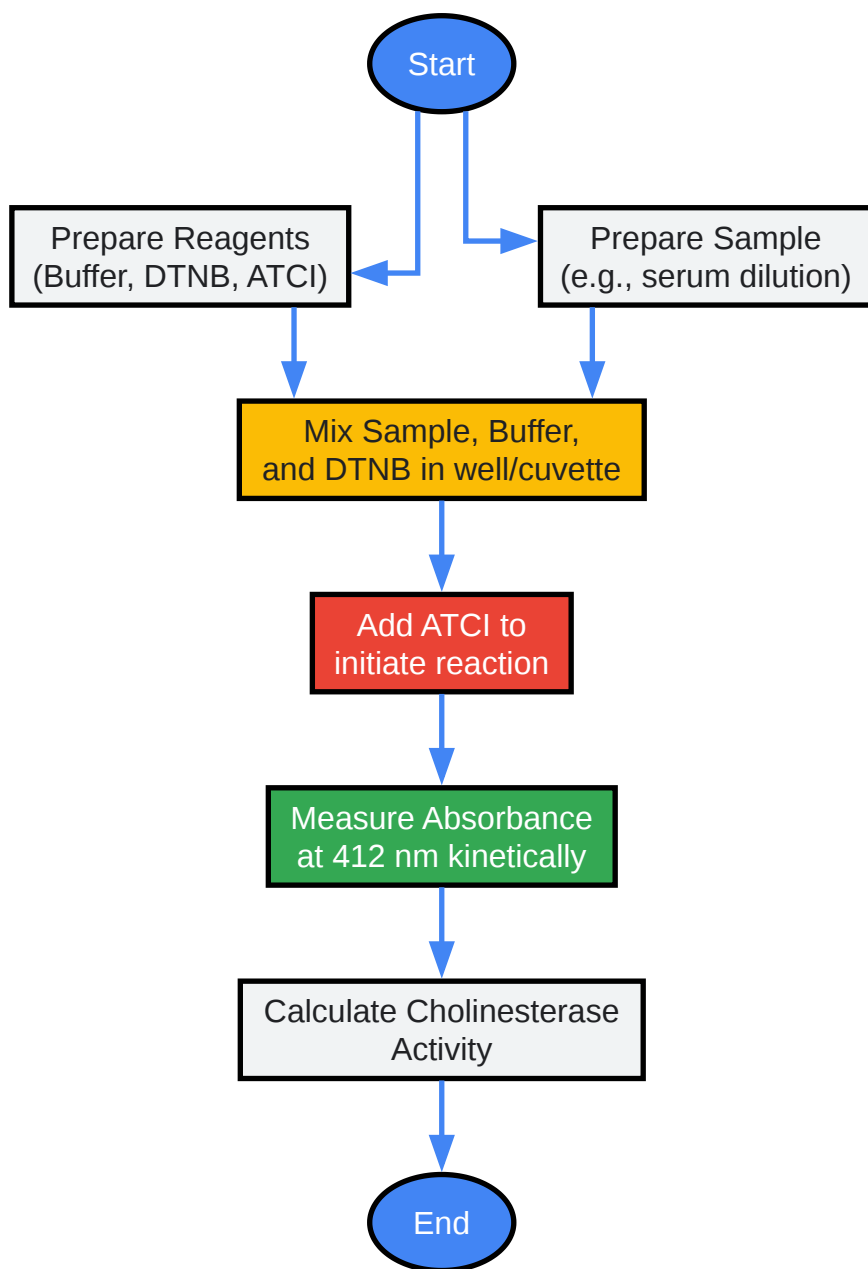 Start
Prepare Reagents
(Buffer, DTNB, ATCI)
Prepare Sample
(e.g., serum dilution)
Mix Sample, Buffer,
and DTNB in well/cuvette
Add ATCI to
initiate reaction
Measure Absorbance
at 412 nm kinetically
Calculate Cholinesterase
Activity
End